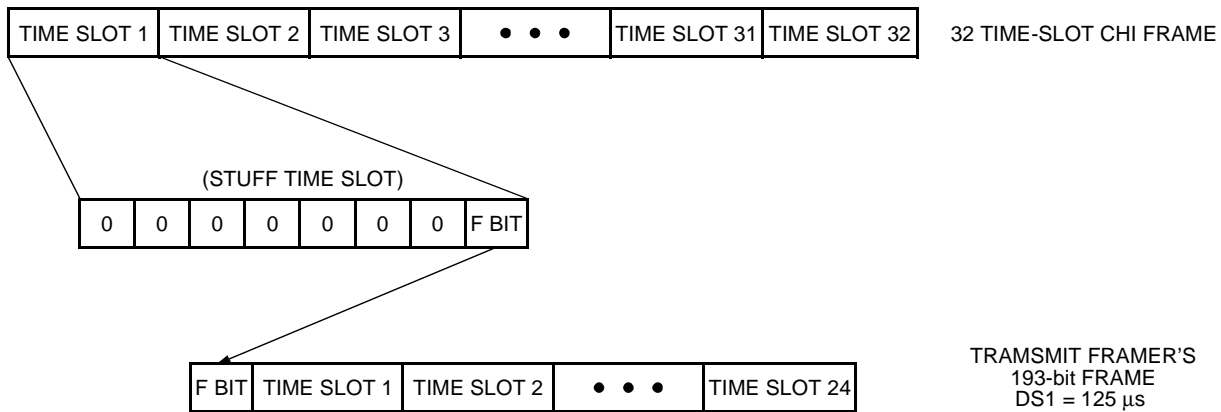 TIME SLOT 1 TIME SLOT 2 TIME SLOT 3 • • • TIME SLOT 31 TIME SLOT 32 32 TIME-SLOT CHI FRAME
(STUFF TIME SLOT)
0 0 0 0 0 0 0 F BIT
F BIT TIME SLOT 1 TIME SLOT 2 • • • TIME SLOT 24
TRAMSMIT FRAMER'S
193-bit FRAME
DS1 = 125 μs